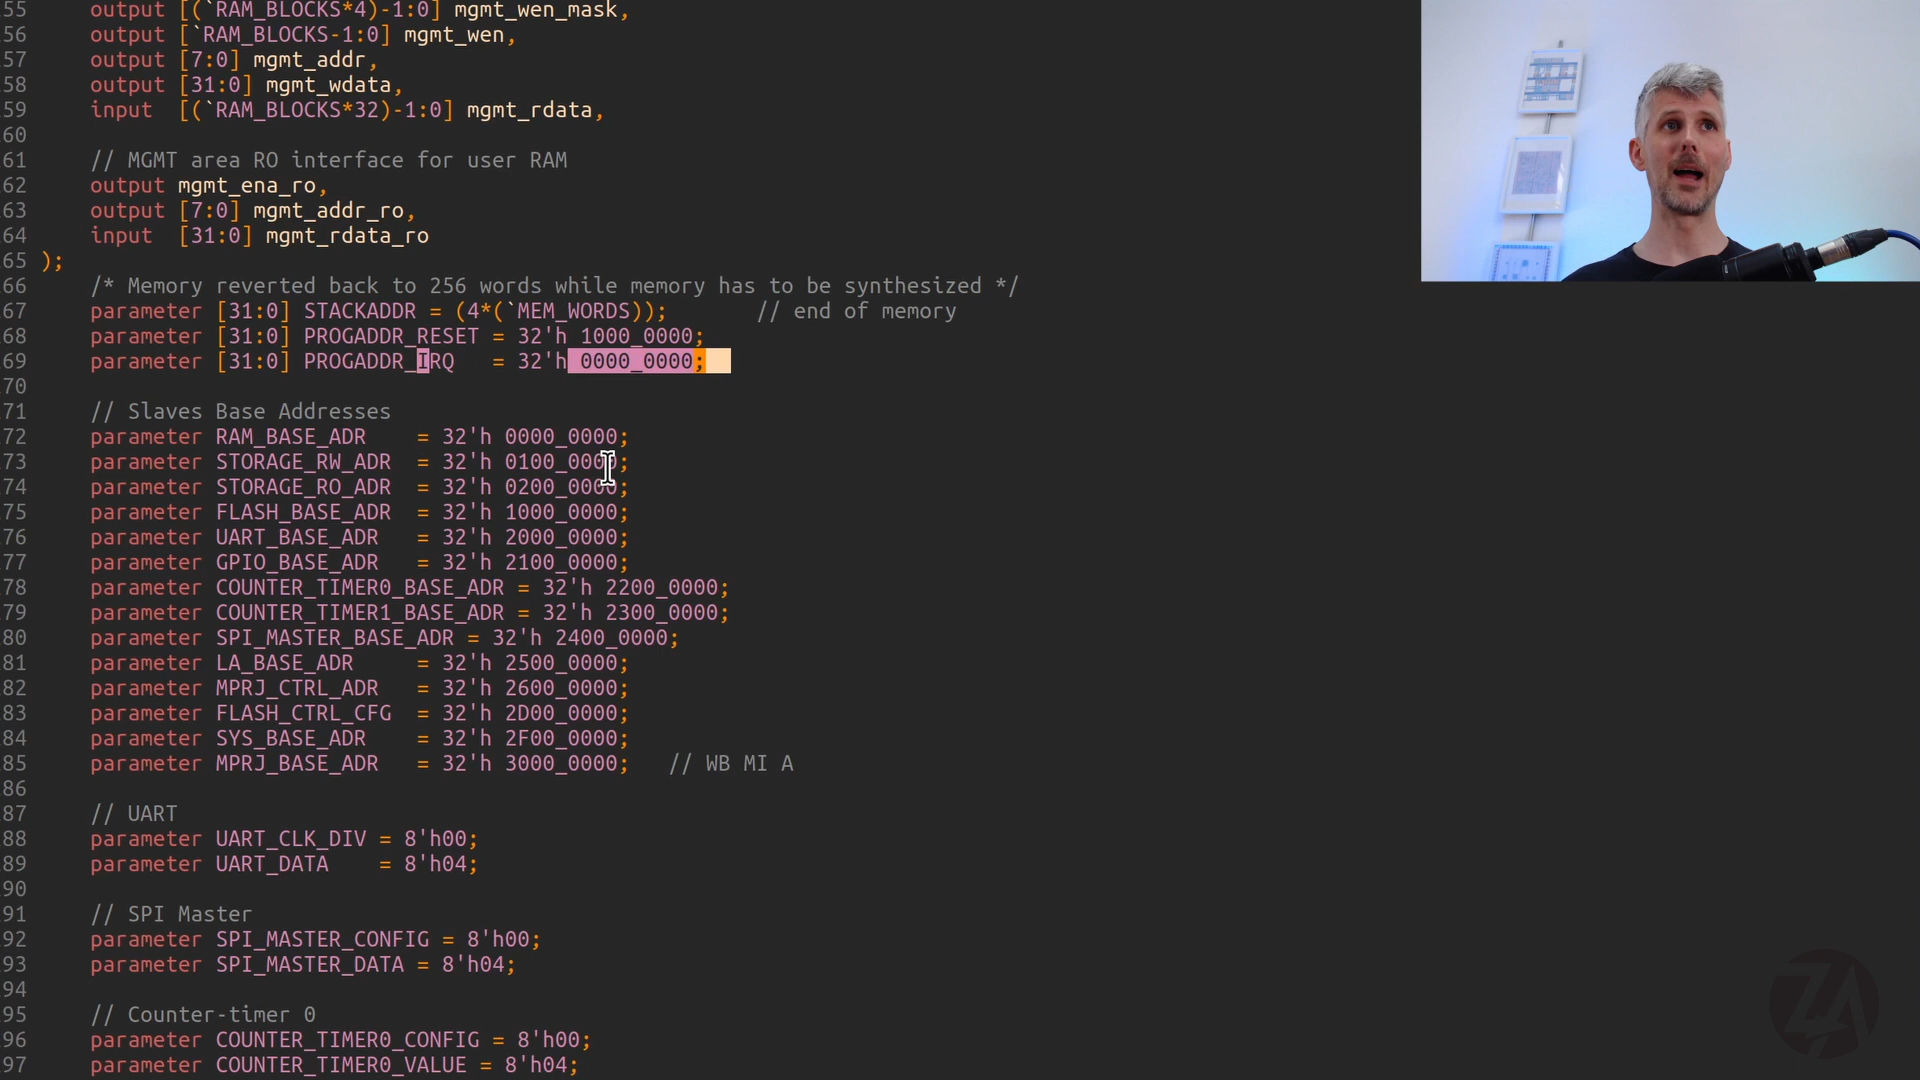 55 output [(`RAM_BLOCKS*4)-1:0] mgmt_wen_mask,
56 output [`RAM_BLOCKS-1:0] mgmt_wen,
57 output [7:0] mgmt_addr,
58 output [31:0] mgmt_wdata,
59 input [(`RAM_BLOCKS*32)-1:0] mgmt_rdata,
60
61 // MGMT area RO interface for user RAM
62 output mgmt_ena_ro,
63 output [7:0] mgmt_addr_ro,
64 input [31:0] mgmt_rdata_ro
65 );
66 /* Memory reverted back to 256 words while memory has to be synthesized */
67 parameter [31:0] STACKADDR = (4*(`MEM_WORDS)); // end of memory
68 parameter [31:0] PROGADDR_RESET = 32'h 1000_0000;
69 parameter [31:0] PROGADDR_IRQ = 32'h 0000_0000;
70
71 // Slaves Base Addresses
72 parameter RAM_BASE_ADR = 32'h 0000_0000;
73 parameter STORAGE_RW_ADR = 32'h 0100_0000;
74 parameter STORAGE_RO_ADR = 32'h 0200_0000;
75 parameter FLASH_BASE_ADR = 32'h 1000_0000;
76 parameter UART_BASE_ADR = 32'h 2000_0000;
77 parameter GPIO_BASE_ADR = 32'h 2100_0000;
78 parameter COUNTER_TIMER0_BASE_ADR = 32'h 2200_0000;
79 parameter COUNTER_TIMER1_BASE_ADR = 32'h 2300_0000;
80 parameter SPI_MASTER_BASE_ADR = 32'h 2400_0000;
81 parameter LA_BASE_ADR = 32'h 2500_0000;
82 parameter MPRJ_CTRL_ADR = 32'h 2600_0000;
83 parameter FLASH_CTRL_CFG = 32'h 2D00_0000;
84 parameter SYS_BASE_ADR = 32'h 2F00_0000;
85 parameter MPRJ_BASE_ADR = 32'h 3000_0000; // WB MI A
86
87 // UART
88 parameter UART_CLK_DIV = 8'h00;
89 parameter UART_DATA = 8'h04;
90
91 // SPI Master
92 parameter SPI_MASTER_CONFIG = 8'h00;
93 parameter SPI_MASTER_DATA = 8'h04;
94
95 // Counter-timer 0
96 parameter COUNTER_TIMER0_CONFIG = 8'h00;
97 parameter COUNTER_TIMER0_VALUE = 8'h04;
ZA